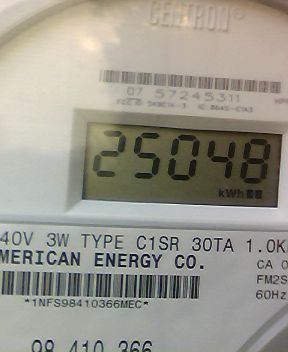 CENTRON®
07 57245311
25048
kWh
40V 3W TYPE C1SR 30TA 1.0K
MERICAN ENERGY CO.
CA 0
FM2S
*1NFS98410366MEC*
60Hz
98 410 366